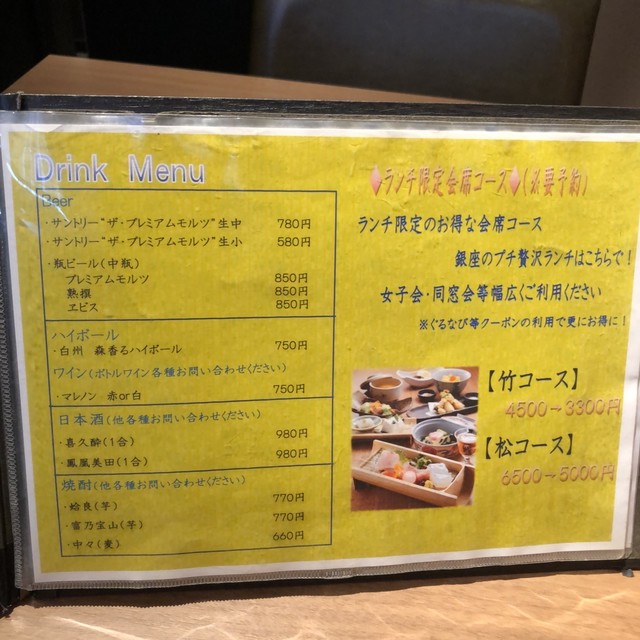 Drink Menu
Beer
・サントリー“ザ・プレミアムモルツ”生中 780円
・サントリー“ザ・プレミアムモルツ”生小 580円
・瓶ビール(中瓶)
プレミアムモルツ 850円
熟撰 850円
ヱビス 850円
ハイボール
・白州 森香るハイボール 750円
ワイン(ボトルワイン各種お問い合わせください)
・マレノン 赤or白 750円
日本酒(他各種お問い合わせください)
・喜久酔(1合) 980円
・鳳凰美田(1合) 980円
焼酎(他各種お問い合わせください)
・蛤良(芋) 770円
・富乃宝山(芋) 770円
・中々(麦) 660円
♦ランチ限定会席コース♦(必要予約)
ランチ限定のお得な会席コース
銀座のプチ贅沢ランチはこちらで!
女子会・同窓会等幅広くご利用ください
※ぐるなび等クーポンの利用で更にお得に!
【竹コース】
4500→3300円
【松コース】
6500→5000円